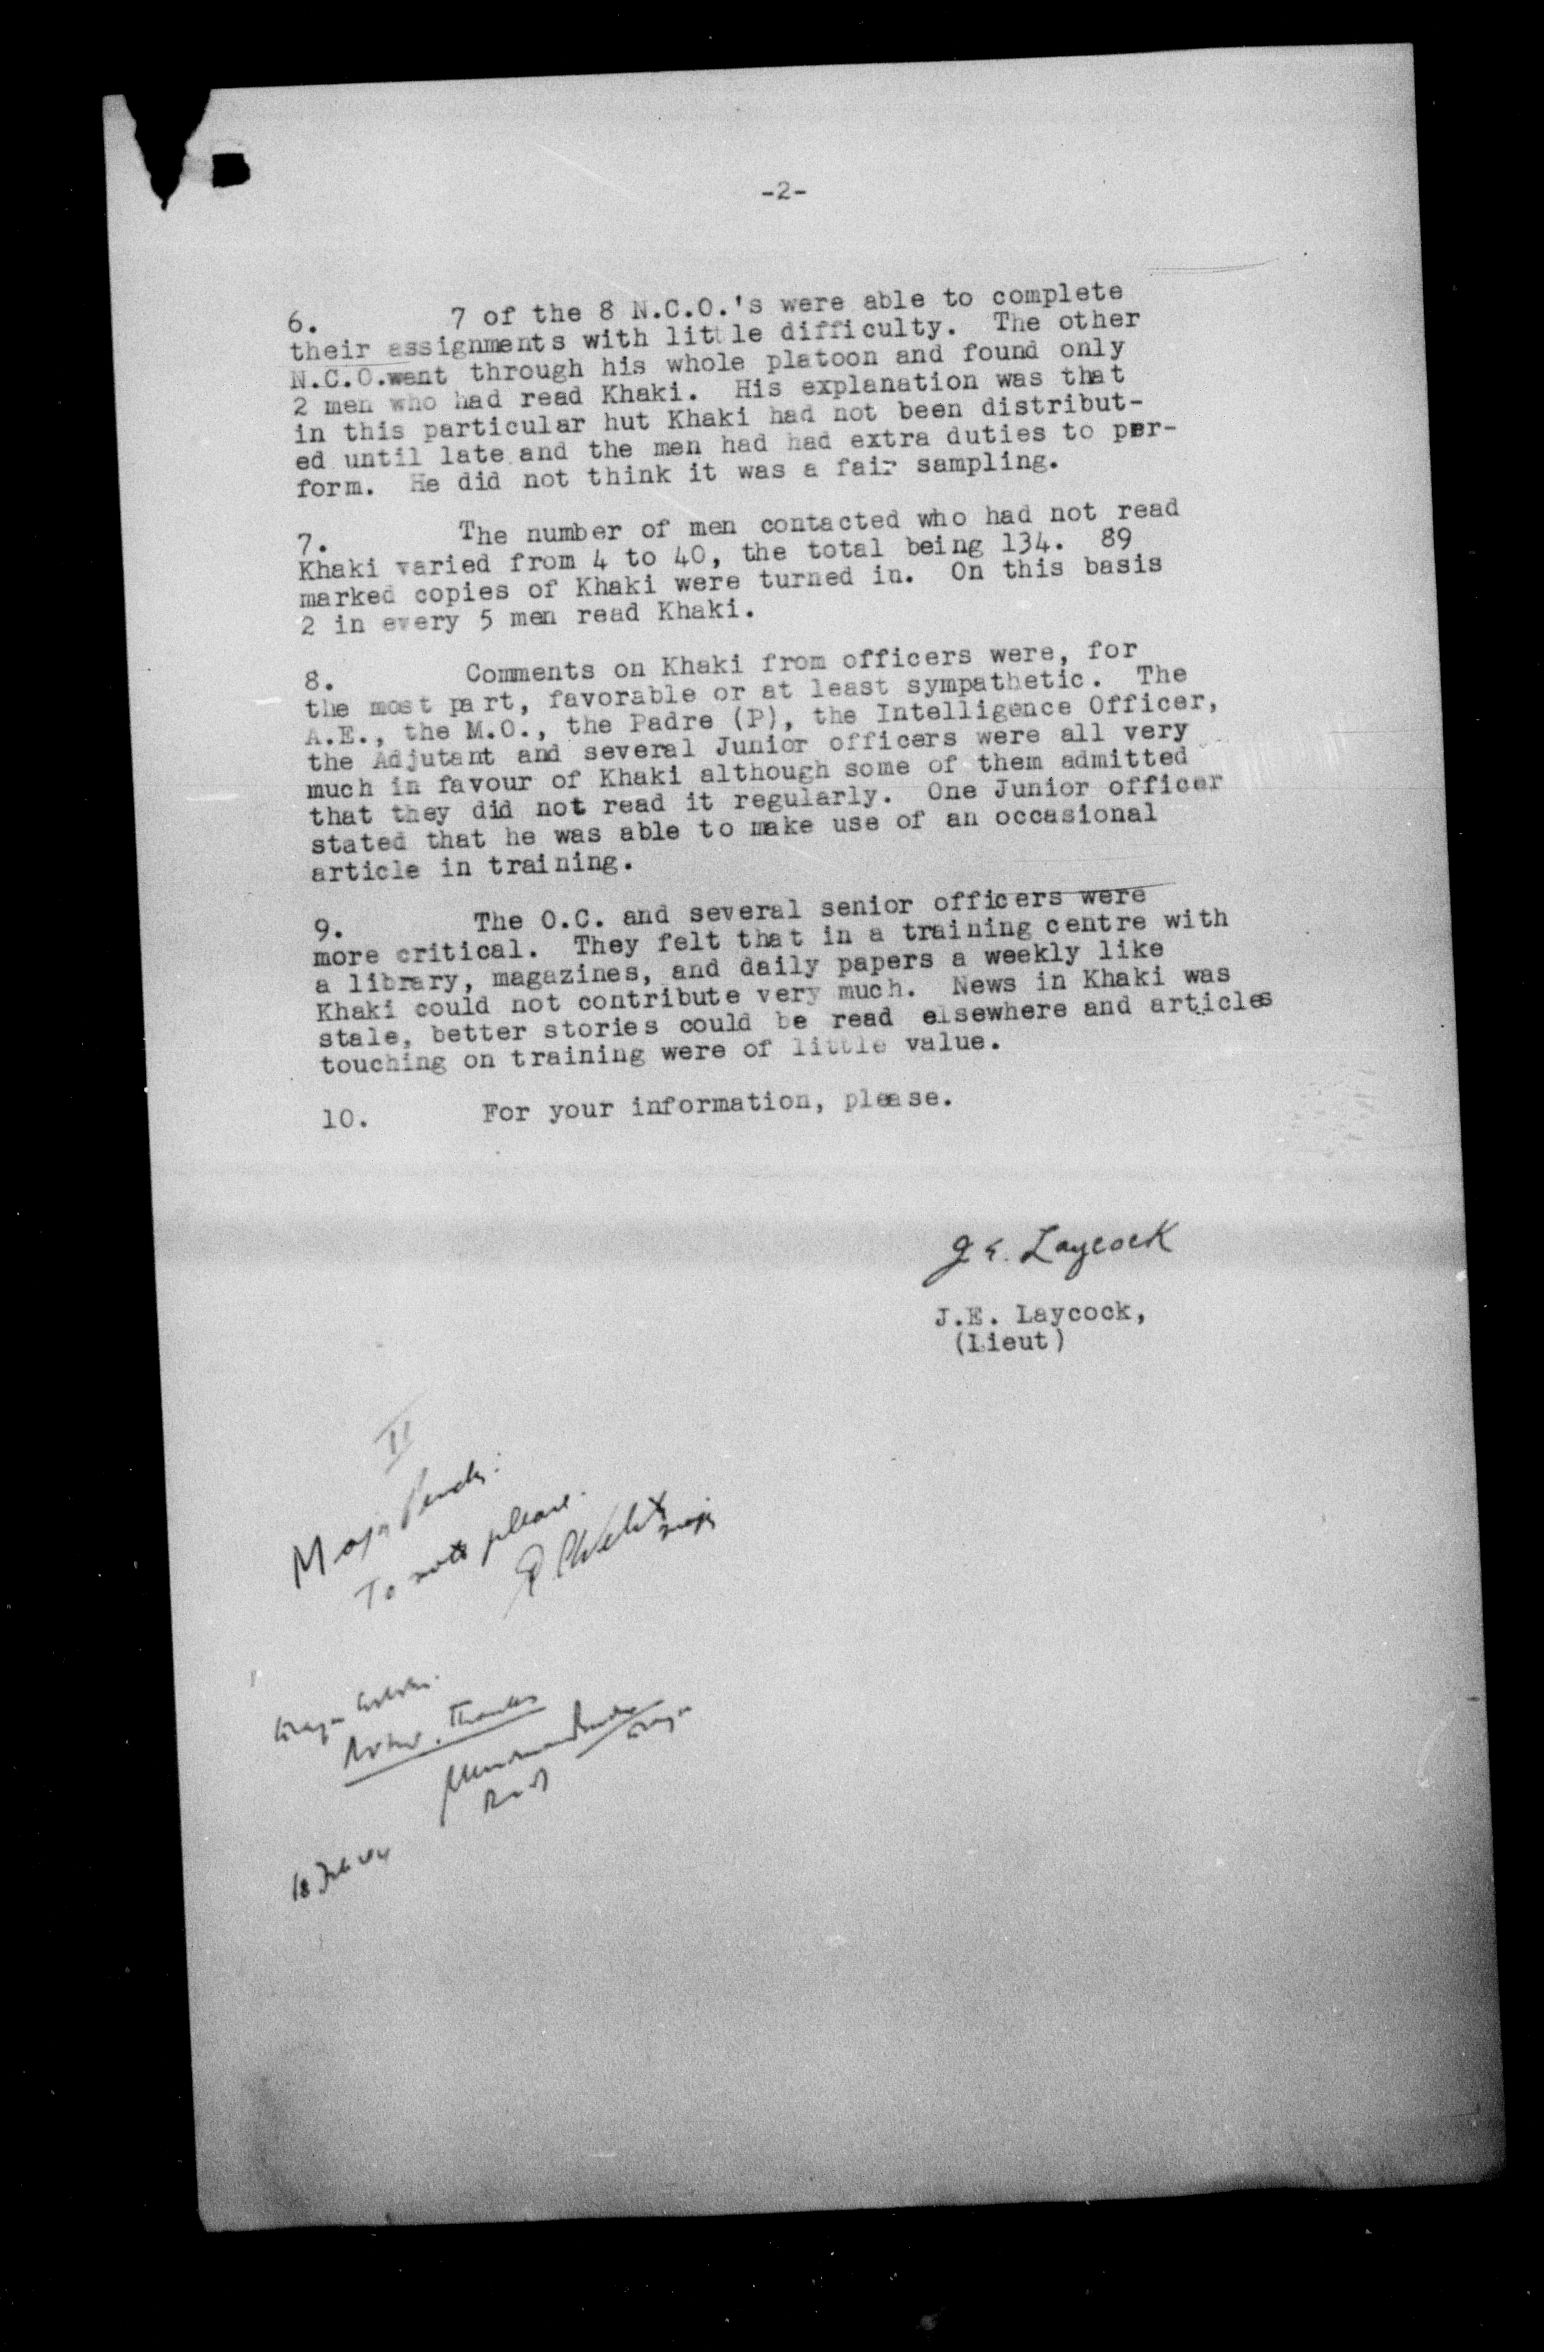 -2-
6. 7 of the 8 N.C.O.'s were able to complete
their assignments with little difficulty. The other
N.C.O.went through his whole platoon and found only
2 men who had read Khaki. His explanation was that
in this particular hut Khaki had not been distribut-
ed until late and the men had had extra duties to per-
form. He did not think it was a fair sampling.
7. The number of men contacted who had not read
Khaki varied from 4 to 40, the total being 134. 89
marked copies of Khaki were turned in. On this basis
2 in every 5 men read Khaki.
8. Comments on Khaki from officers were, for
the most part, favorable or at least sympathetic. The
A.E., the M.O., the Padre (P), the Intelligence Officer,
the Adjutant and several Junior officers were all very
much in favour of Khaki although some of them admitted
that they did not read it regularly. One Junior officer
stated that he was able to make use of an occasional
article in training.
9. The O.C. and several senior officers were
more critical. They felt that in a training centre with
a library, magazines, and daily papers a weekly like
Khaki could not contribute very much. News in Khaki was
stale, better stories could be read elsewhere and articles
touching on training were of little value.
10. For your information, please.
J.E. Laycock
J.E. Laycock,
(Lieut)
II
Major
To note please.
Major
Noted. Thanks
Major
18 Feb 44